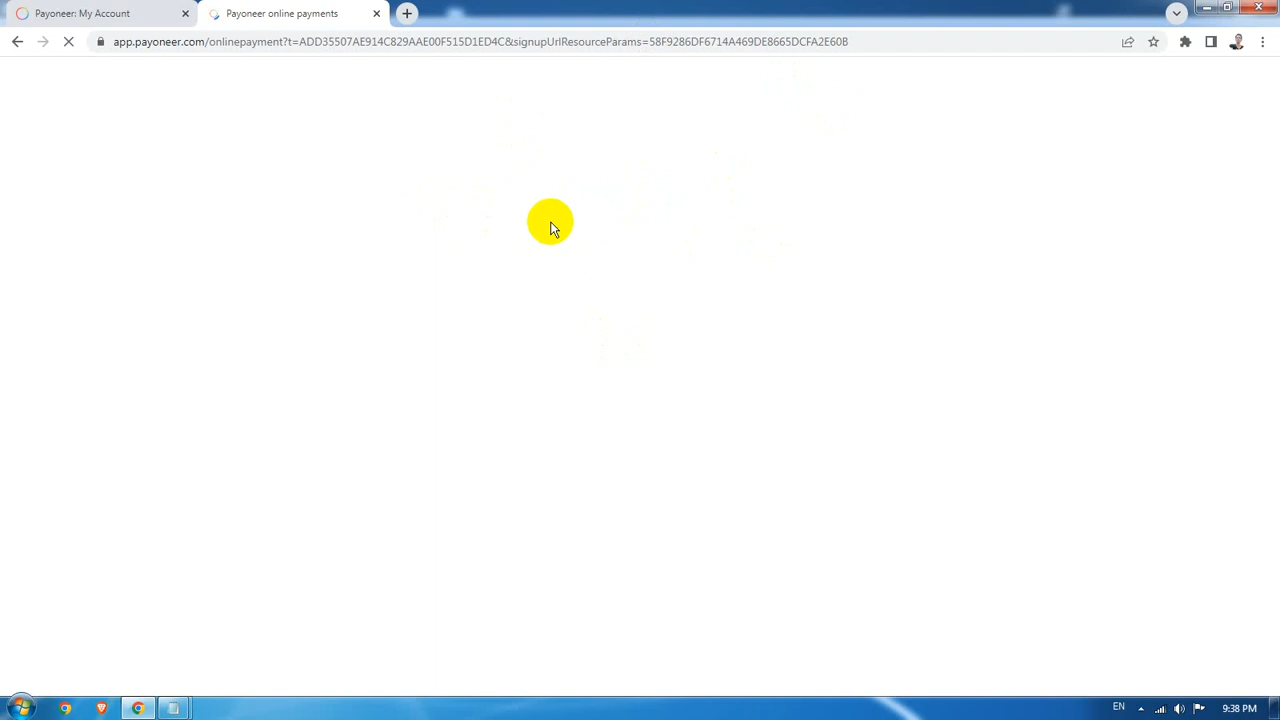 Payoneer: My Account
Payoneer online payments
app.payoneer.com/onlinepayment?t=ADD35507AE914C829AAE00F515D1ED4C&signupUrlResourceParams=58F9286DF6714A469DE8665DCFA2E60B
EN
9:38 PM